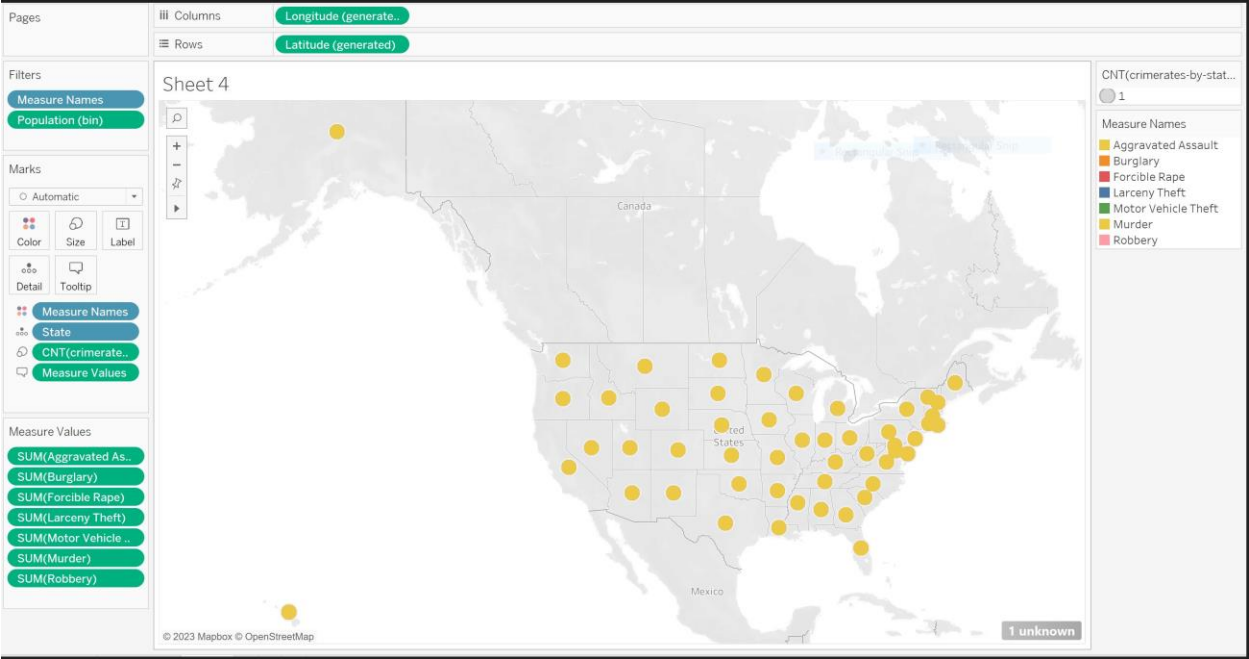 Pages
iii Columns
Longitude (generate..
Rows
Latitude (generated)
Filters
Measure Names
Population (bin)
Marks
Automatic
Color
Size
Label
Detail
Tooltip
Measure Names
State
CNT(crimerate..
Measure Values
Measure Values
SUM(Aggravated As..
SUM(Burglary)
SUM(Forcible Rape)
SUM(Larceny Theft)
SUM(Motor Vehicle ..
SUM(Murder)
SUM(Robbery)
Sheet 4
Canada
States
Mexico
© 2023 Mapbox © OpenStreetMap
1 unknown
CNT(crimerates-by-stat...
1
Measure Names
Aggravated Assault
Burglary
Forcible Rape
Larceny Theft
Motor Vehicle Theft
Murder
Robbery